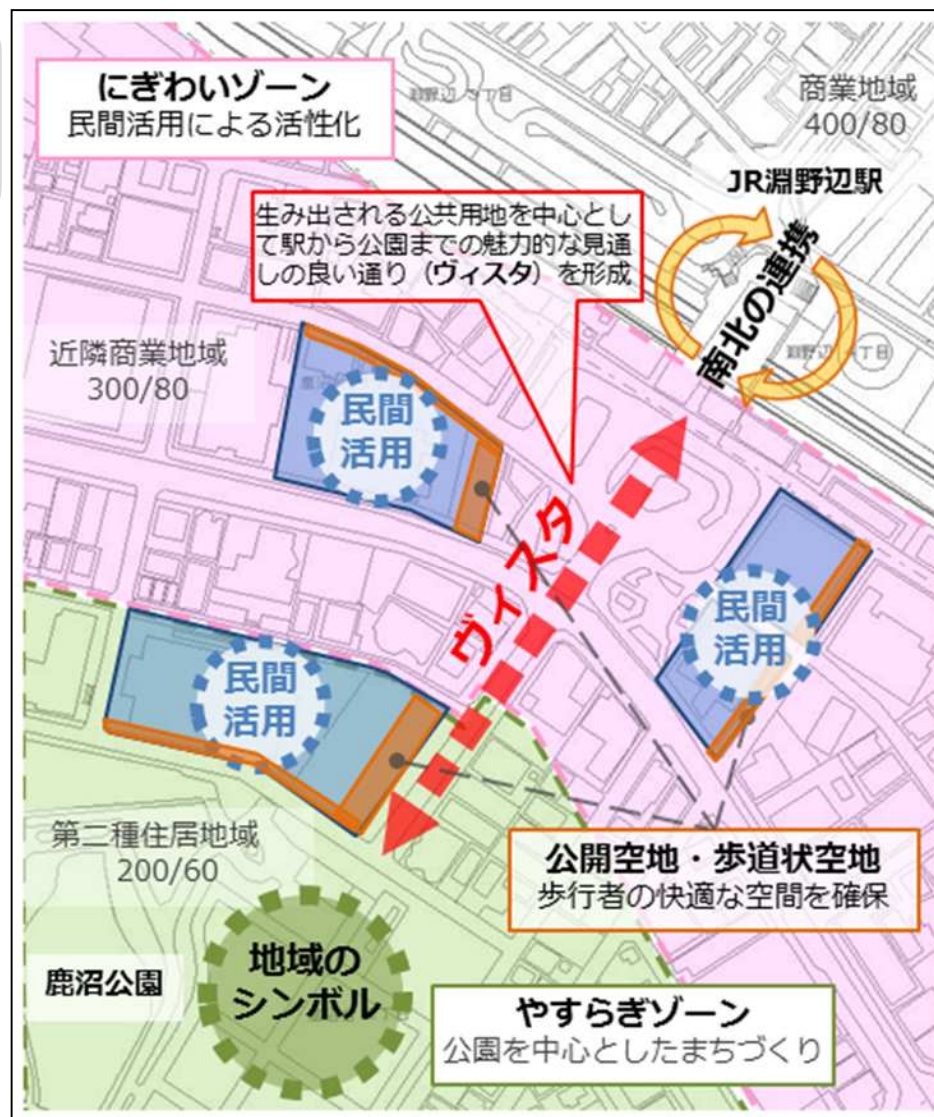 にぎわいゾーン
民間活用による活性化
淵野辺3丁目
商業地域
400/80
JR淵野辺駅
生み出される公共用地を中心とし
て駅から公園までの魅力的な見通
しの良い通り（ヴィスタ）を形成
南北の連携
近隣商業地域
300/80
民間
活用
ヴィスタ
民間
活用
民間
活用
第二種住居地域
200/60
公開空地・歩道状空地
歩行者の快適な空間を確保
鹿沼公園
地域の
シンボル
やすらぎゾーン
公園を中心としたまちづくり